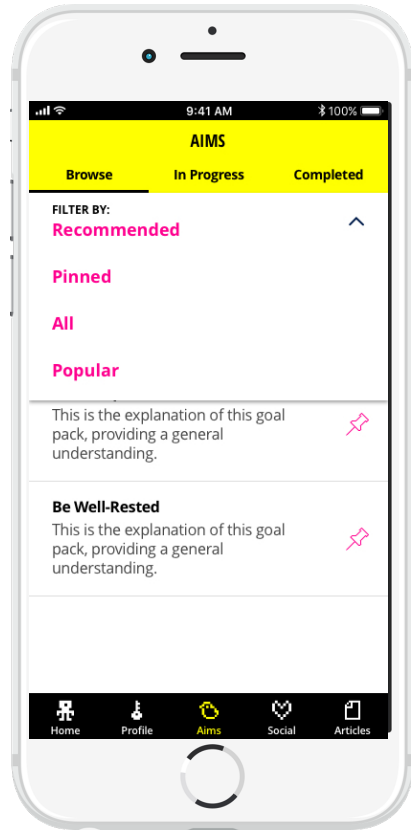 9:41 AM
100%
AIMS
Browse
In Progress
Completed
FILTER BY:
Recommended
Pinned
All
Popular
This is the explanation of this goal
pack, providing a general
understanding.
Be Well-Rested
This is the explanation of this goal
pack, providing a general
understanding.
Home
Profile
Aims
Social
Articles